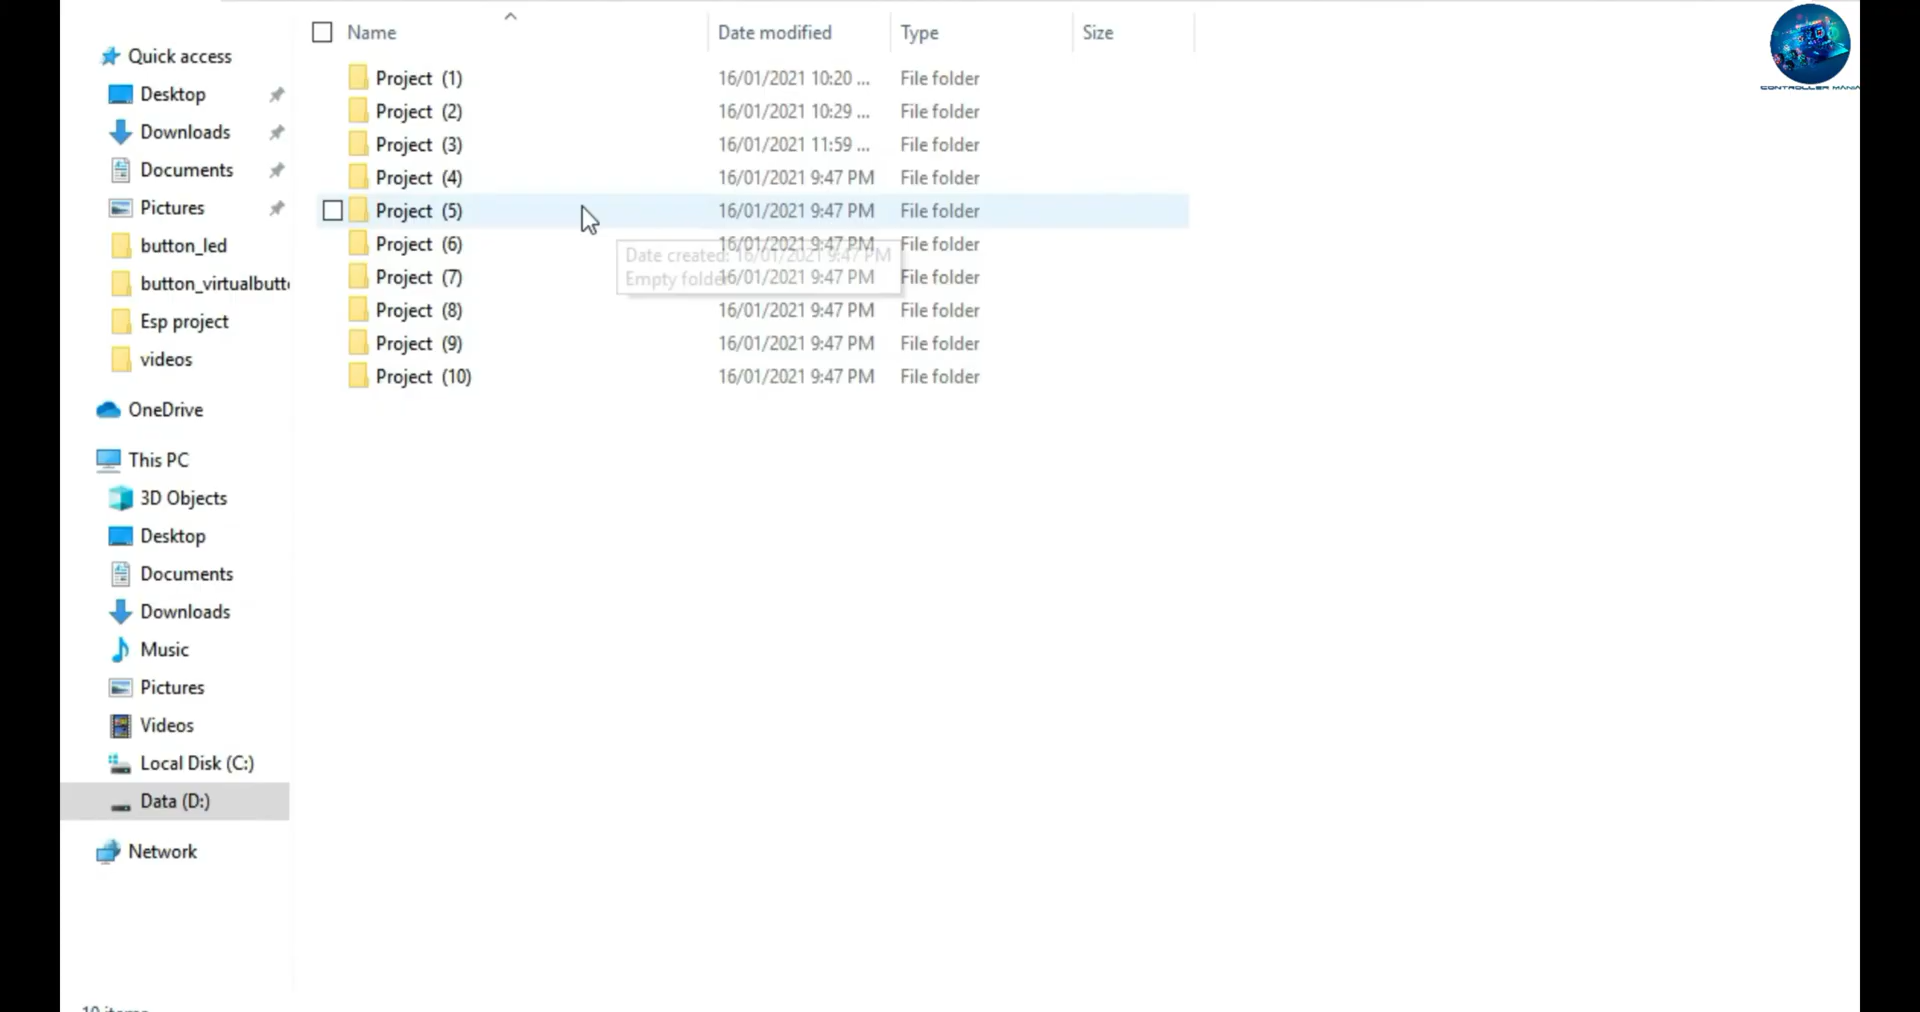 Name Date modified Type Size
Project (1) 16/01/2021 10:20 ... File folder
Project (2) 16/01/2021 10:29 ... File folder
Project (3) 16/01/2021 11:59 ... File folder
Project (4) 16/01/2021 9:47 PM File folder
Project (5) 16/01/2021 9:47 PM File folder
Project (6) 16/01/2021 9:47 PM File folder
Project (7) 16/01/2021 9:47 PM File folder
Project (8) 16/01/2021 9:47 PM File folder
Project (9) 16/01/2021 9:47 PM File folder
Project (10) 16/01/2021 9:47 PM File folder
Date created: 16/01/2021 9:47 PM
Empty folder
Quick access
Desktop
Downloads
Documents
Pictures
button_led
button_virtualbutt
Esp project
videos
OneDrive
This PC
3D Objects
Desktop
Documents
Downloads
Music
Pictures
Videos
Local Disk (C:)
Data (D:)
Network
10 items
CONTROLLER MANIA